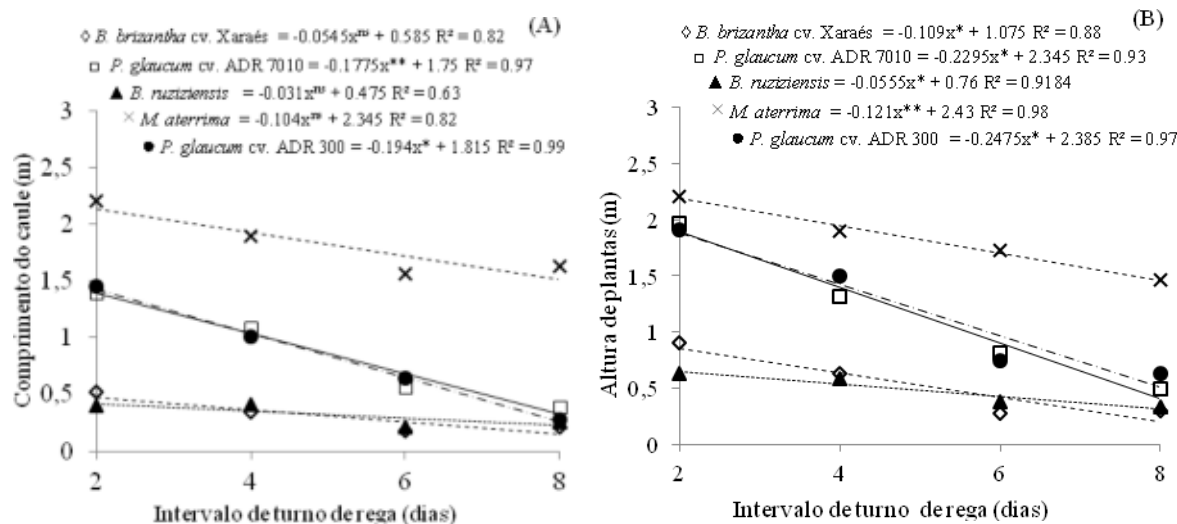 (A)
B. brizantha cv. Xaraés = -0.0545xⁿˢ + 0.585 R² = 0.82
P. glaucum cv. ADR 7010 = -0.1775x** + 1.75 R² = 0.97
B. ruziziensis = -0.031xⁿˢ + 0.475 R² = 0.63
M. aterrima = -0.104xⁿˢ + 2.345 R² = 0.82
P. glaucum cv. ADR 300 = -0.194x* + 1.815 R² = 0.99
3
2,5
2
1,5
1
0,5
0
2 4 6 8
Comprimento do caule (m)
Intervalo de turno de rega (dias)
(B)
B. brizantha cv. Xaraés = -0.109x* + 1.075 R² = 0.88
P. glaucum cv. ADR 7010 = -0.2295x* + 2.345 R² = 0.93
B. ruziziensis = -0.0555x* + 0.76 R² = 0.9184
M. aterrima = -0.121x** + 2.43 R² = 0.98
P. glaucum cv. ADR 300 = -0.2475x* + 2.385 R² = 0.97
3
2,5
2
1,5
1
0,5
0
2 4 6 8
Altura de plantas (m)
Intervalo de turno de rega (dias)